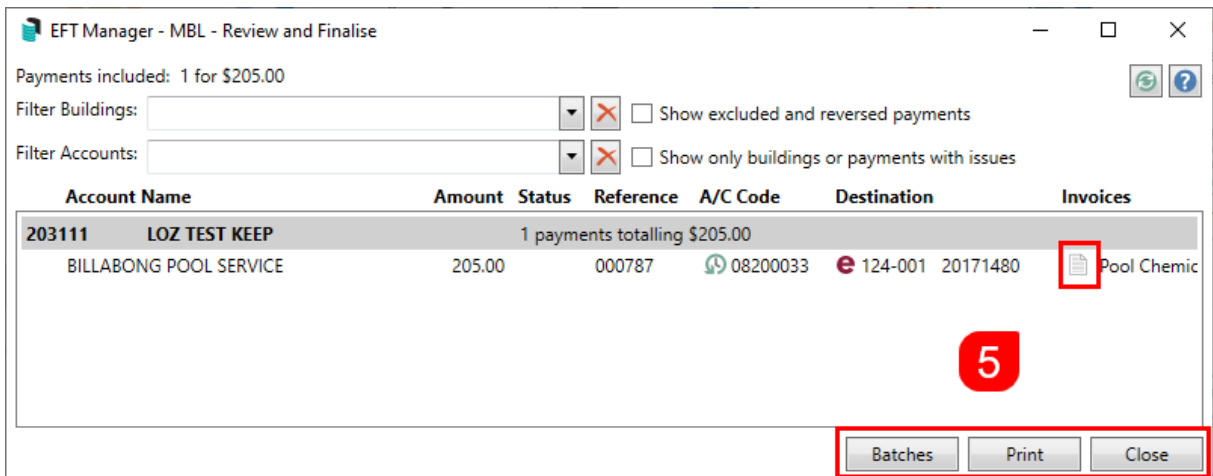 EFT Manager - MBL - Review and Finalise
Payments included: 1 for $205.00
Filter Buildings: Show excluded and reversed payments
Filter Accounts: Show only buildings or payments with issues
Account Name Amount Status Reference A/C Code Destination Invoices
203111 LOZ TEST KEEP 1 payments totalling $205.00
BILLABONG POOL SERVICE 205.00 000787 08200033 e 124-001 20171480 Pool Chemic
5
Batches Print Close